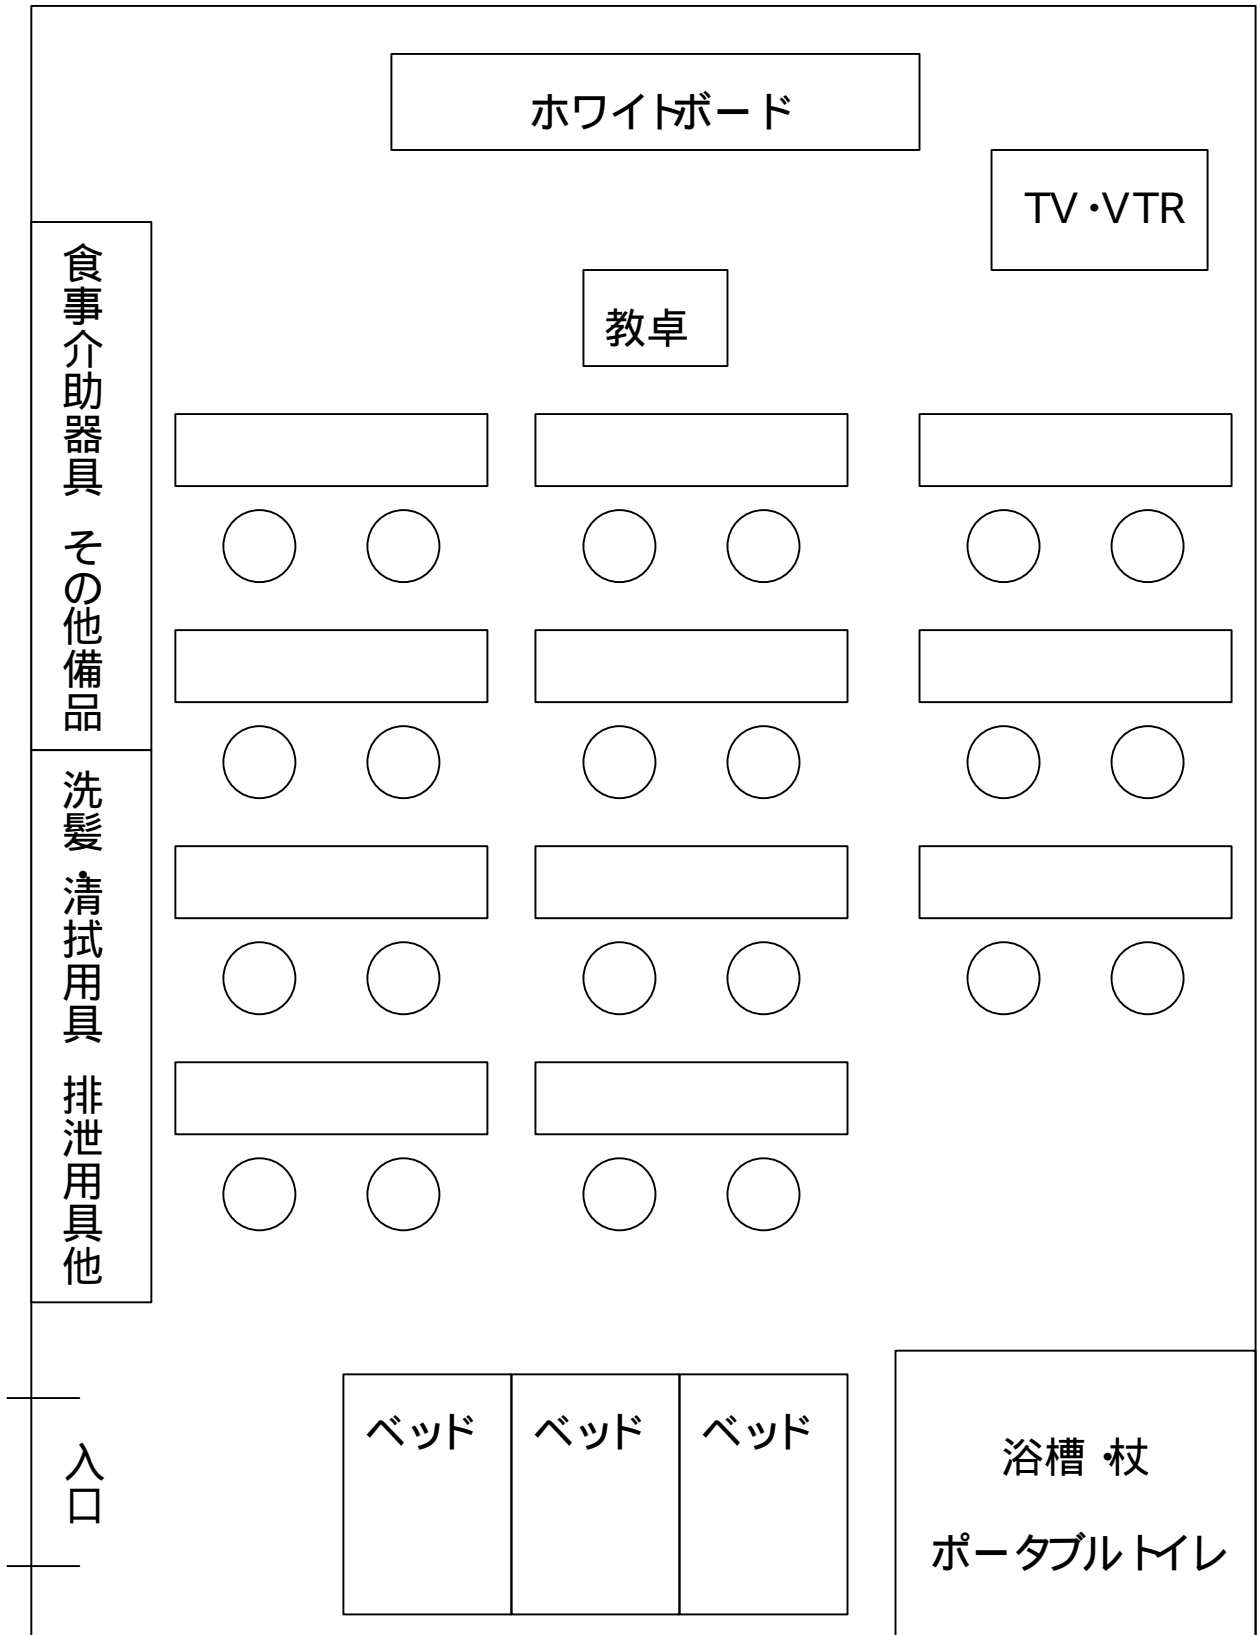 ホワイトボード
TV・VTR
教卓
食事介助器具 その他備品
洗髪・清拭用具 排泄用具他
ベッド
ベッド
ベッド
入口
浴槽・杖
ポータブルトイレ